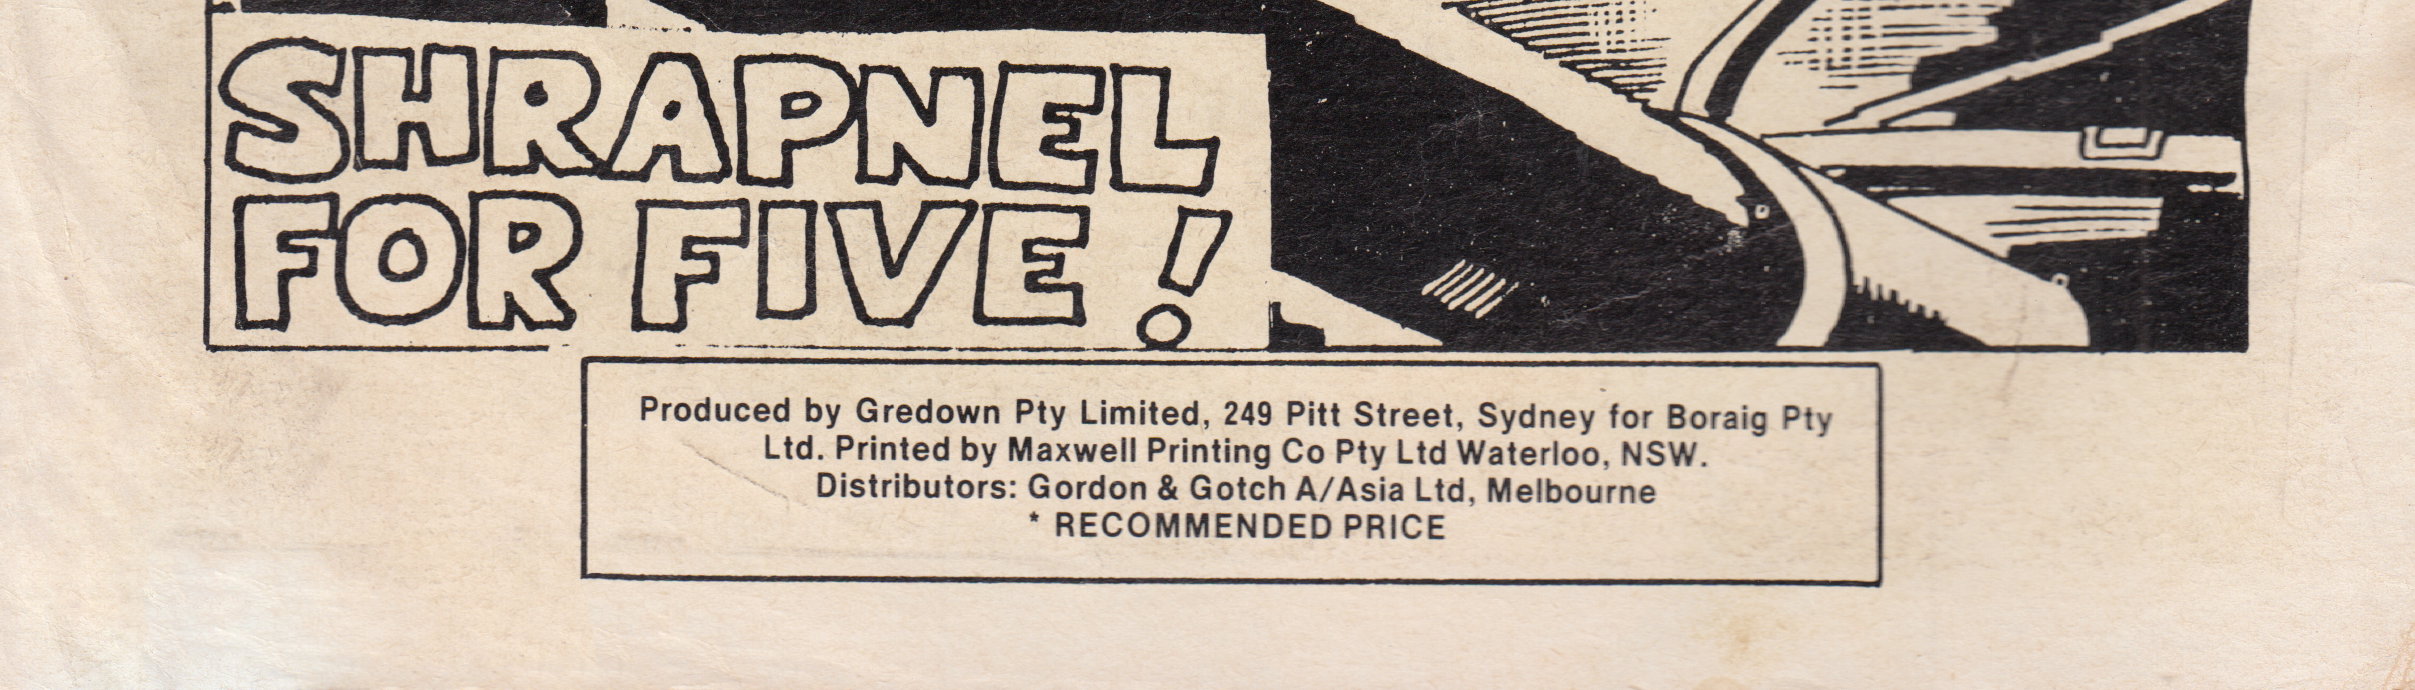 SHRAPNEL
FOR FIVE!
Produced by Gredown Pty Limited, 249 Pitt Street, Sydney for Boraig Pty
Ltd. Printed by Maxwell Printing Co Pty Ltd Waterloo, NSW.
Distributors: Gordon & Gotch A/Asia Ltd, Melbourne
* RECOMMENDED PRICE